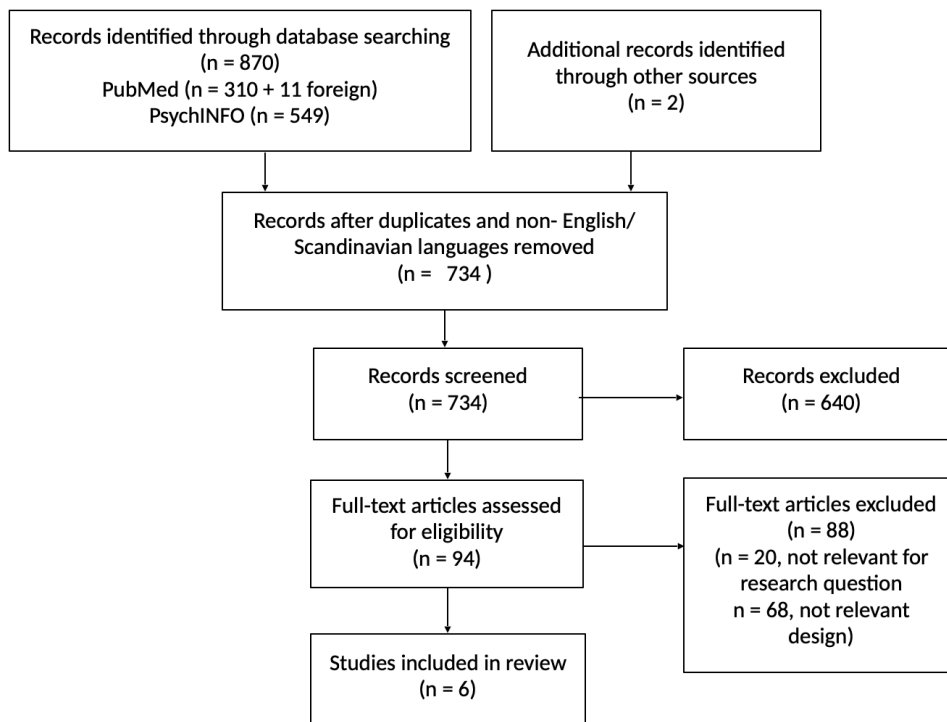 Records identified through database searching
(n = 870)
PubMed (n = 310 + 11 foreign)
PsychINFO (n = 549)
Additional records identified
through other sources
(n = 2)
Records after duplicates and non- English/
Scandinavian languages removed
(n =   734 )
Records screened
(n = 734)
Records excluded
(n = 640)
Full-text articles assessed
for eligibility
(n = 94)
Full-text articles excluded
(n = 88)
(n = 20, not relevant for
research question
n = 68, not relevant
design)
Studies included in review
(n = 6)